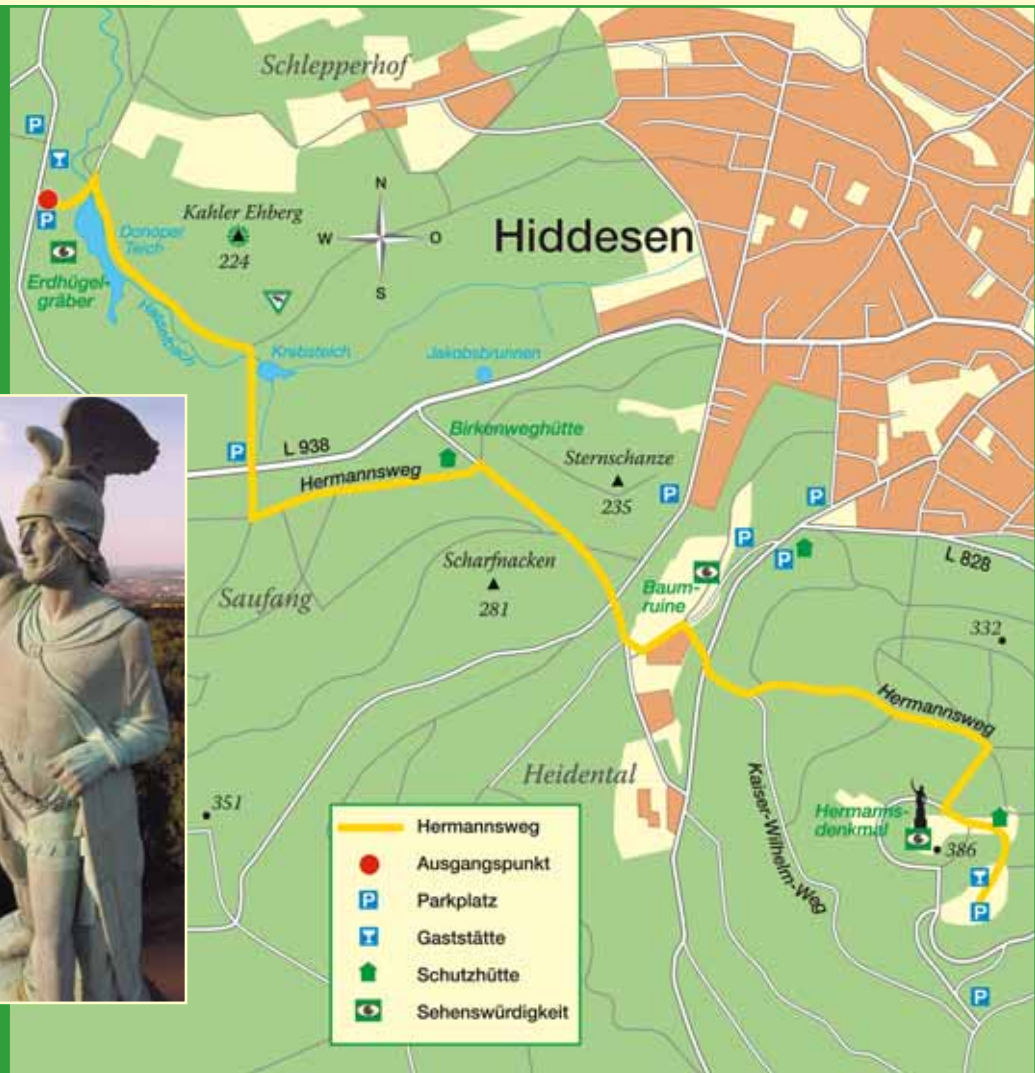 Schlepperhof
P
Kahler Ehberg
224
N
W
O
S
Hiddesen
P
Donoper
Teich
Erdhügel-
gräber
Hasselbach
Krebsteich
Jakobsbrunnen
Birkenweghütte
P
L 938
Hermannsweg
Sternschanze
235
P
P
P
P
L 828
Scharfnacken
281
Baum-
ruine
Saufang
332
Hermannsweg
Heidental
Kaiser-Wilhelm-Weg
Hermanns-
denkmal
386
351
P
P
Hermannsweg
Ausgangspunkt
P Parkplatz
Gaststätte
Schutzhütte
Sehenswürdigkeit